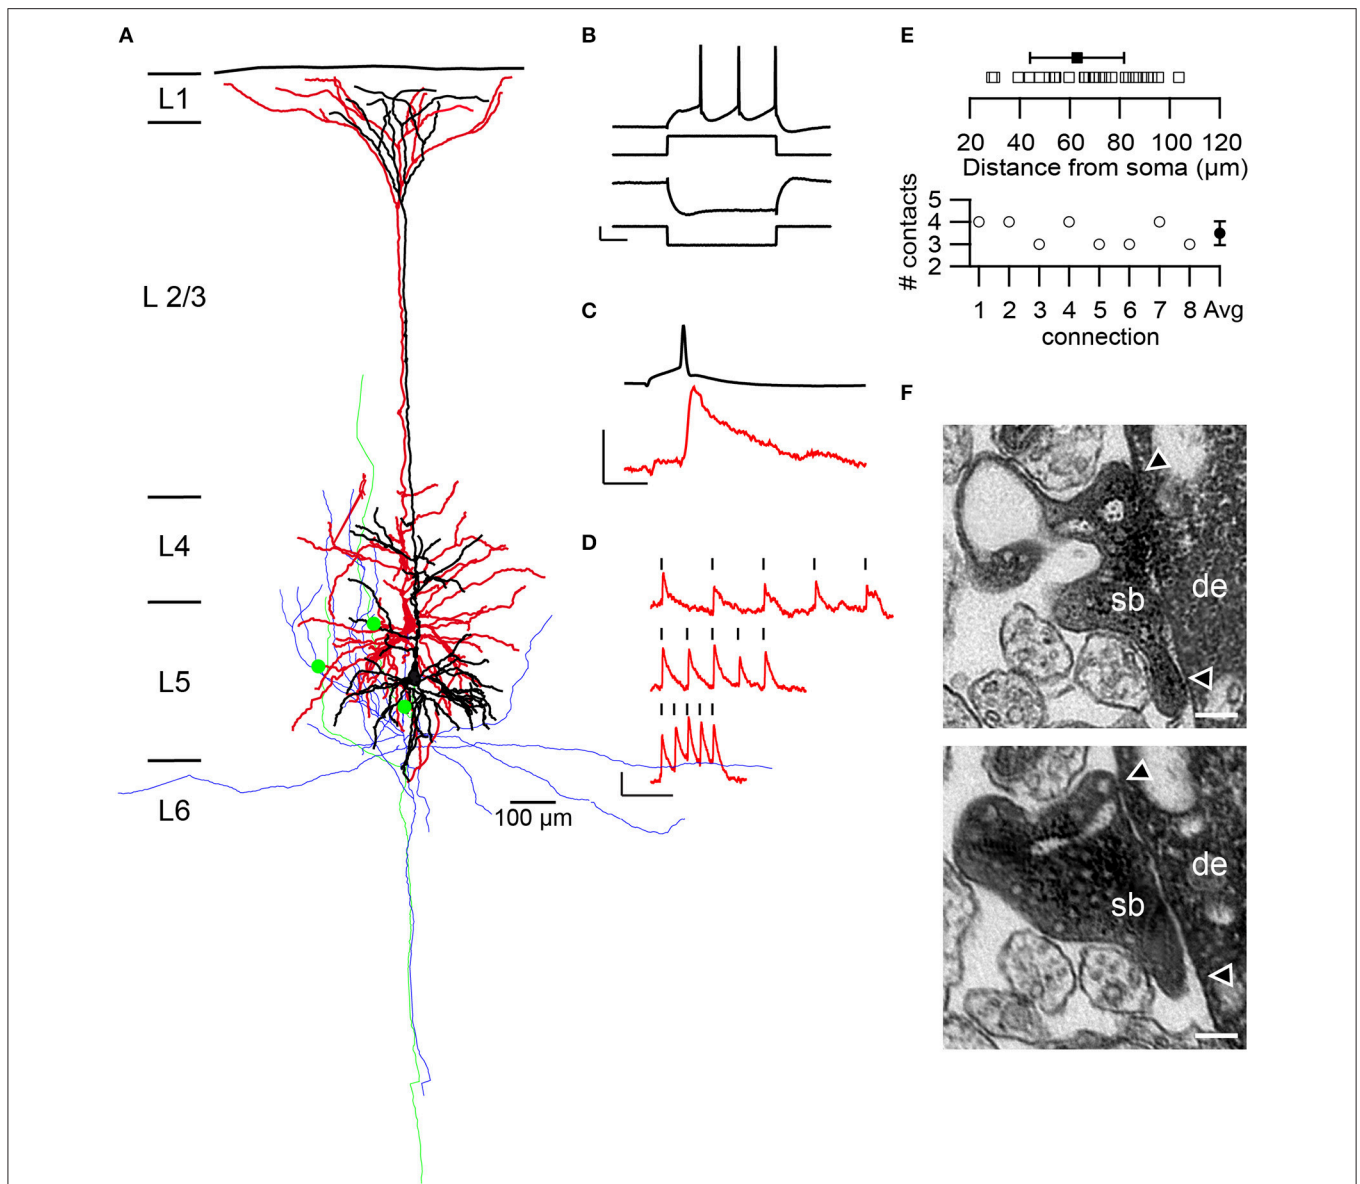 A
L1
L 2/3
L4
L5
L6
100 µm
B
C
D
E
20 40 60 80 100 120
Distance from soma (µm)
# contacts
5
4
3
2
1 2 3 4 5 6 7 8 Avg
connection
F
sb
de
sb
de